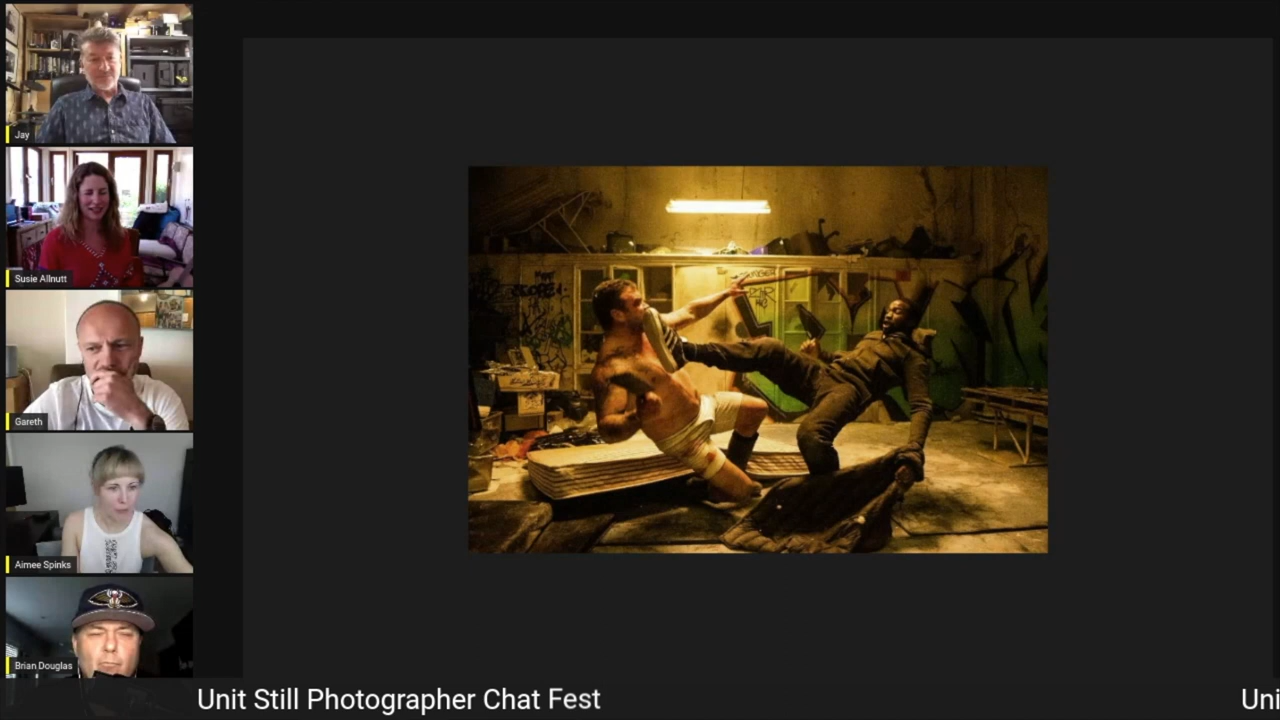 Jay
Susie Allnutt
Gareth
Aimee Spinks
Brian Douglas
Unit Still Photographer Chat Fest
Uni